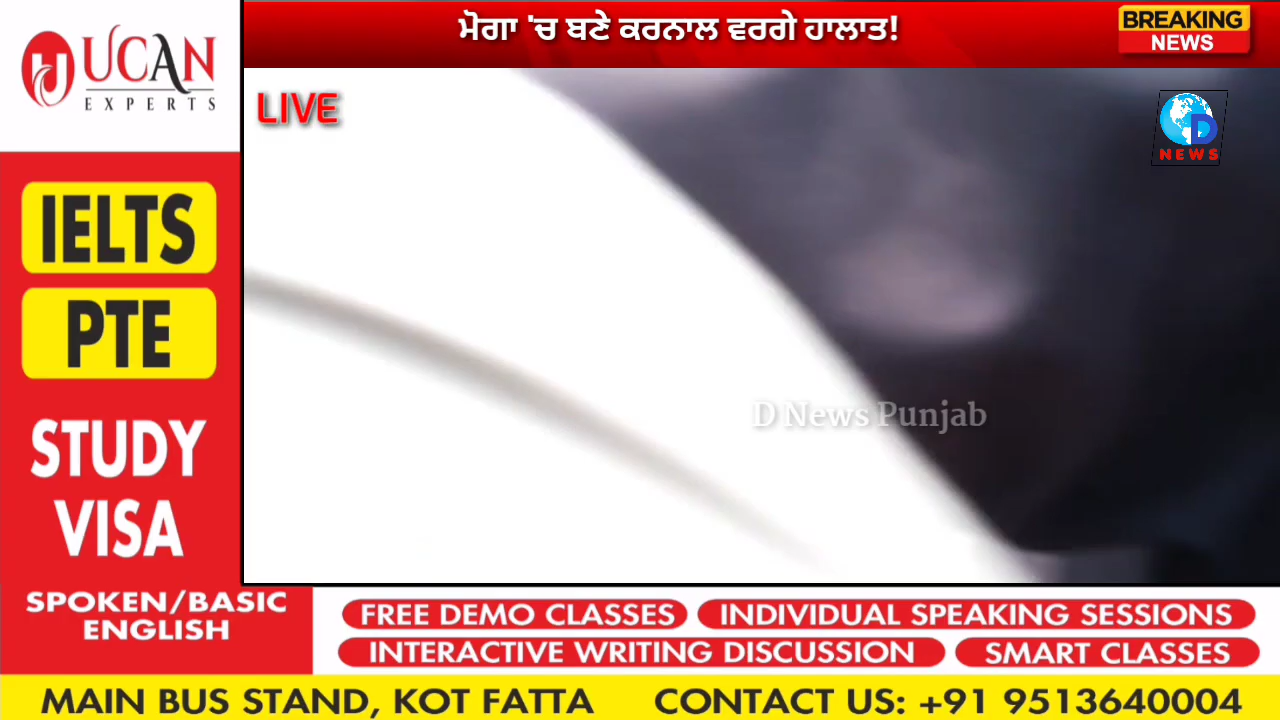 UCAN
EXPERTS
ਮੋਗਾ 'ਚ ਬਣੇ ਕਰਨਾਲ ਵਰਗੇ ਹਾਲਾਤ!
BREAKING
NEWS
LIVE
D
NEWS
IELTS
PTE
STUDY
VISA
D News Punjab
SPOKEN/BASIC
ENGLISH
FREE DEMO CLASSES
INDIVIDUAL SPEAKING SESSIONS
INTERACTIVE WRITING DISCUSSION
SMART CLASSES
MAIN BUS STAND, KOT FATTA
CONTACT US: +91 9513640004